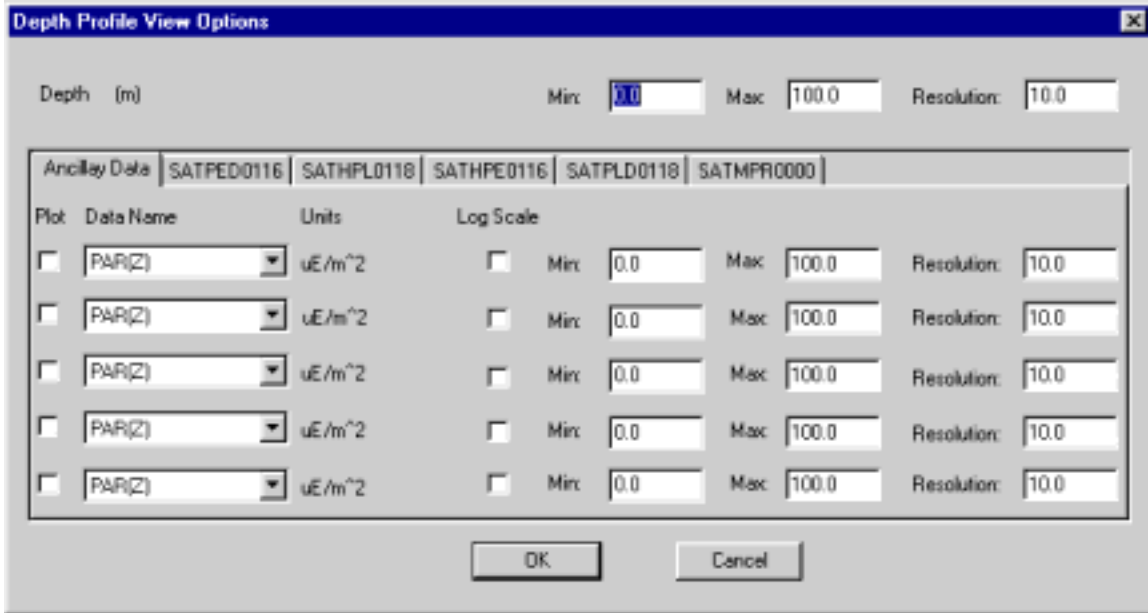 Depth Profile View Options
Depth (m) Min: 0.0 Max: 100.0 Resolution: 10.0
Ancillay Data SATPED0116 SATHPL0118 SATHPE0116 SATPLD0118 SATMPR0000
Plot Data Name Units Log Scale
PAR(Z) uE/m^2 Min: 0.0 Max: 100.0 Resolution: 10.0
PAR(Z) uE/m^2 Min: 0.0 Max: 100.0 Resolution: 10.0
PAR(Z) uE/m^2 Min: 0.0 Max: 100.0 Resolution: 10.0
PAR(Z) uE/m^2 Min: 0.0 Max: 100.0 Resolution: 10.0
PAR(Z) uE/m^2 Min: 0.0 Max: 100.0 Resolution: 10.0
OK Cancel